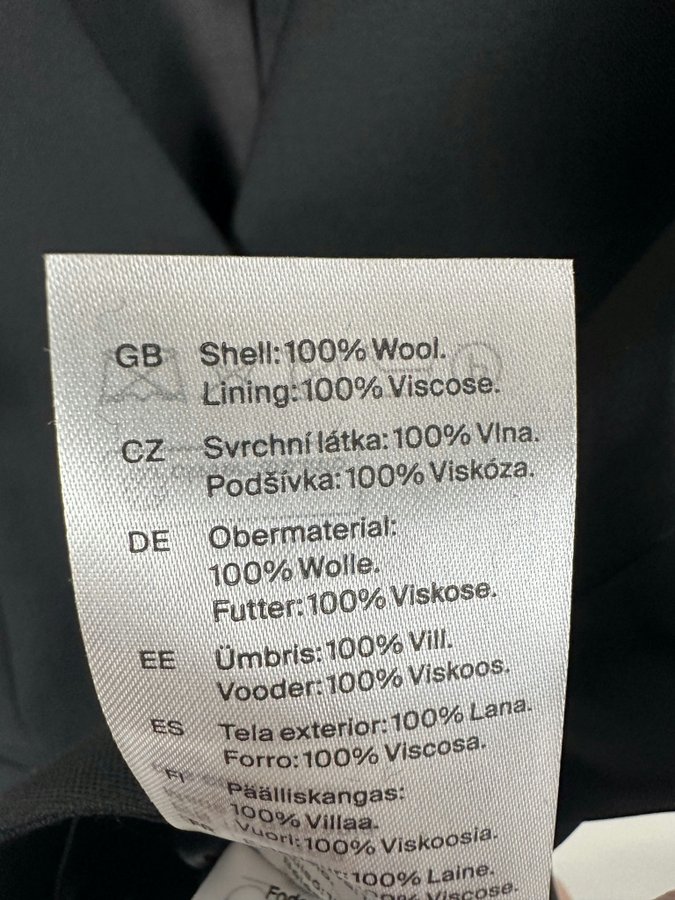 GB Shell: 100% Wool.
Lining: 100% Viscose.
CZ Svrchní látka: 100% Vlna.
Podšívka: 100% Viskóza.
DE Obermaterial:
100% Wolle.
Futter: 100% Viskose.
EE Ümbris: 100% Vill.
Vooder: 100% Viskoos.
ES Tela exterior: 100% Lana.
Forro: 100% Viscosa.
FI Päälliskangas:
100% Villaa.
Vuori: 100% Viskoosia.
100% Laine.
Viscose.